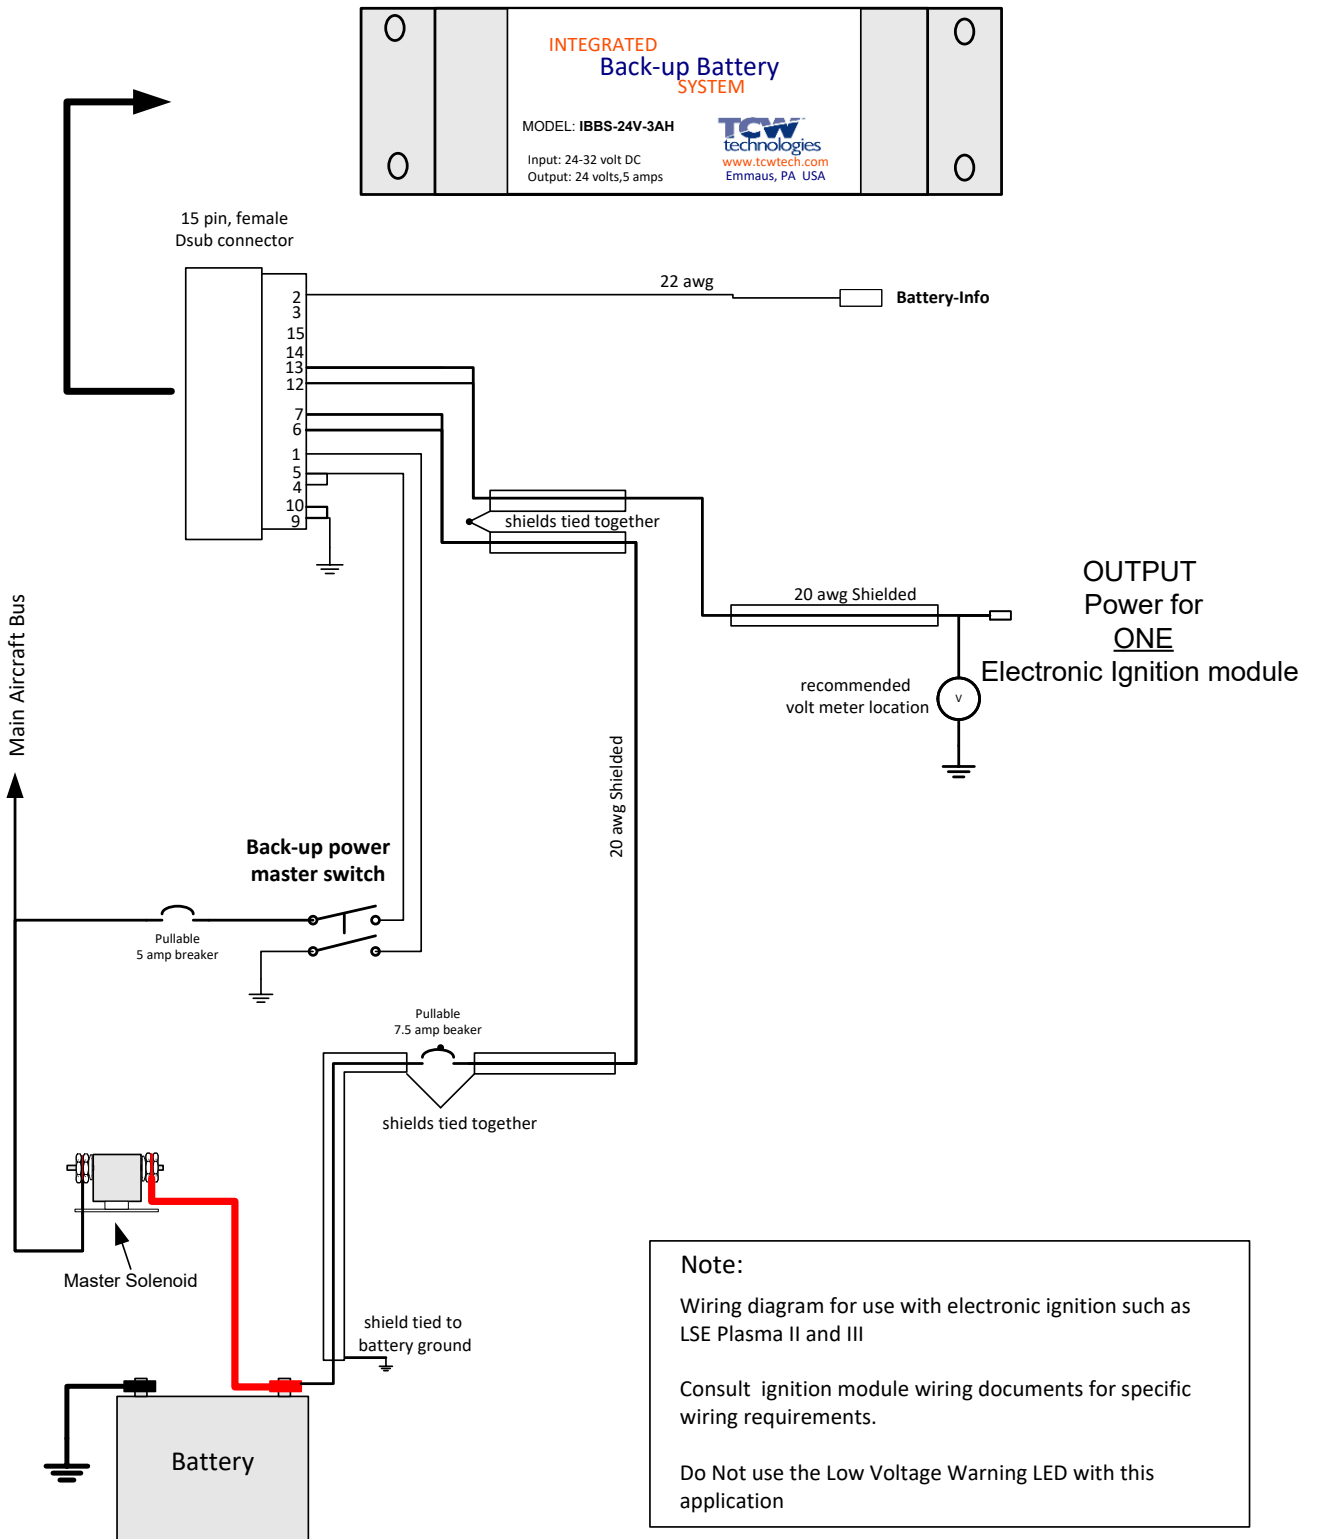 INTEGRATED
Back-up Battery
SYSTEM
MODEL: IBBS-24V-3AH
Input: 24-32 volt DC
Output: 24 volts,5 amps
TCW
technologies
www.tcwtech.com
Emmaus, PA USA
15 pin, female
Dsub connector
2
3
15
14
13
12
7
6
1
5
4
10
9
22 awg
Battery-Info
shields tied together
20 awg Shielded
OUTPUT
Power for
ONE
Electronic Ignition module
recommended
volt meter location
V
Main Aircraft Bus
20 awg Shielded
Back-up power
master switch
Pullable
5 amp breaker
Pullable
7.5 amp beaker
shields tied together
Master Solenoid
shield tied to
battery ground
Battery
Note:
Wiring diagram for use with electronic ignition such as
LSE Plasma II and III
Consult ignition module wiring documents for specific
wiring requirements.
Do Not use the Low Voltage Warning LED with this
application